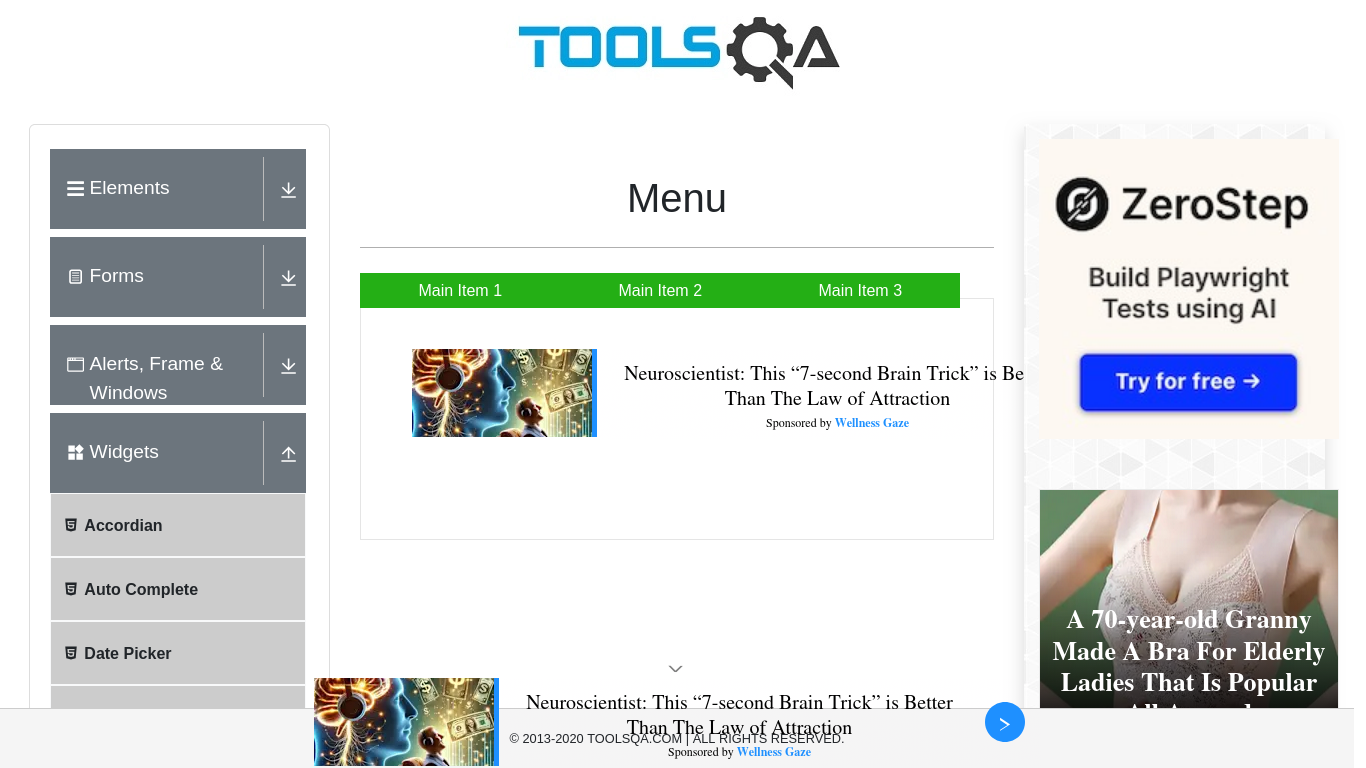 TOOLSQA
Elements
Forms
Alerts, Frame &
Windows
Widgets
Accordian
Auto Complete
Date Picker
Menu
Main Item 1
Main Item 2
Main Item 3
Neuroscientist: This “7-second Brain Trick” is Be
Than The Law of Attraction
Sponsored by Wellness Gaze
ZeroStep
Build Playwright
Tests using AI
Try for free →
A 70-year-old Granny
Made A Bra For Elderly
Ladies That Is Popular
Neuroscientist: This “7-second Brain Trick” is Better
Than The Law of Attraction
Sponsored by Wellness Gaze
© 2013-2020 TOOLSQA.COM | ALL RIGHTS RESERVED.